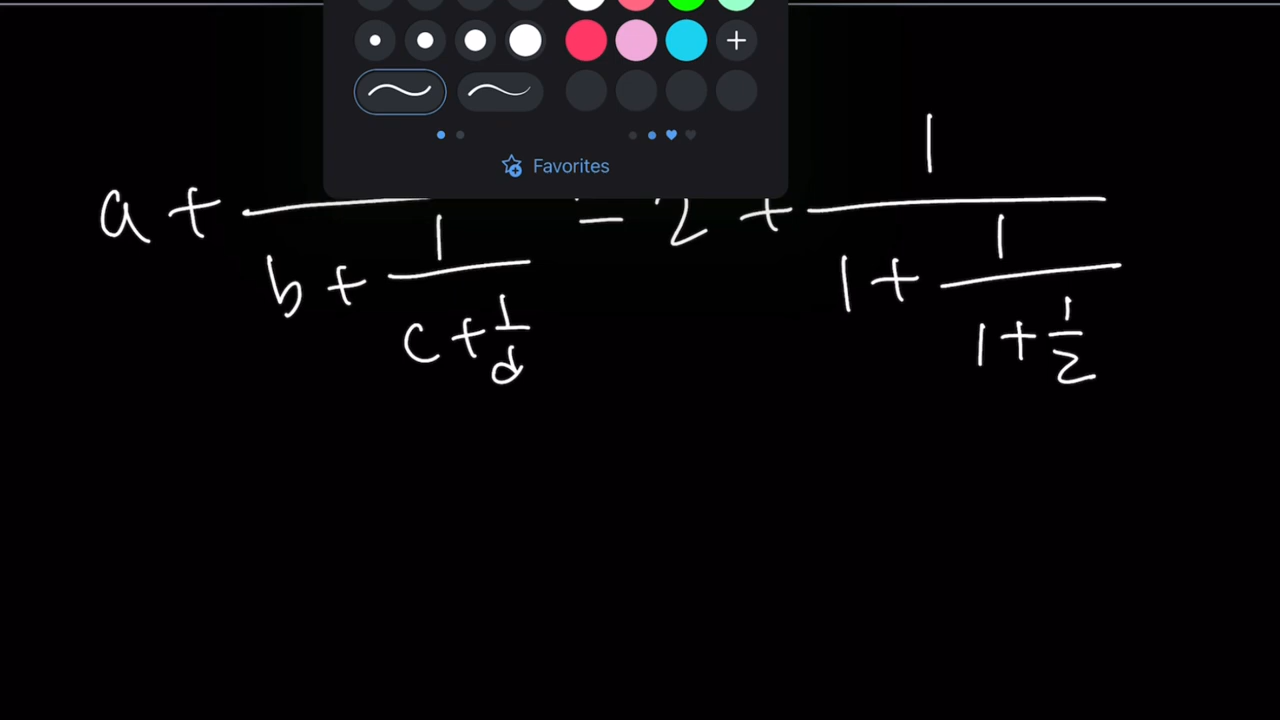 Favorites
a + 1/(b + 1/(c + 1/d)) = 2 + 1/(1 + 1/(1 + 1/2))